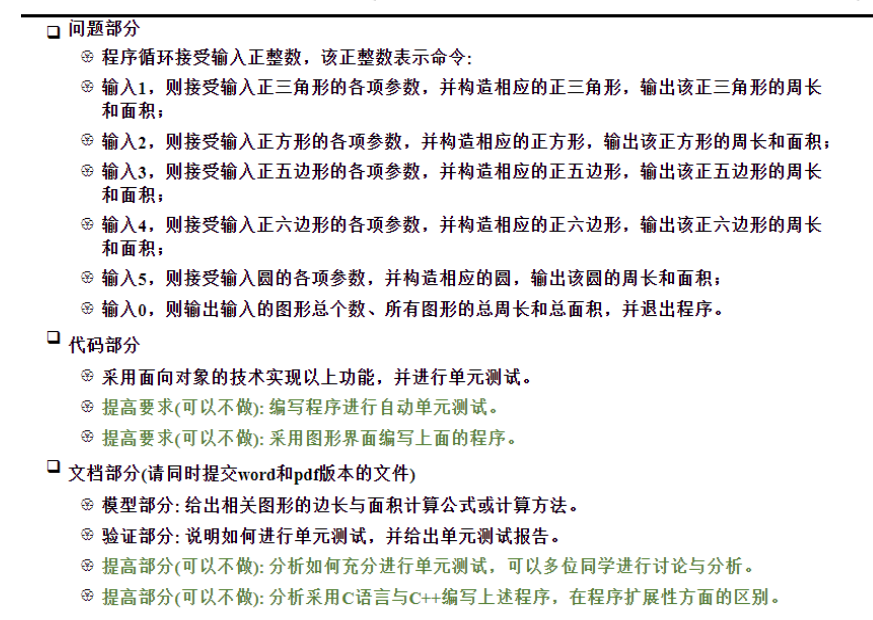 问题部分
程序循环接受输入正整数，该正整数表示命令:
输入1，则接受输入正三角形的各项参数，并构造相应的正三角形，输出该正三角形的周长
和面积；
输入2，则接受输入正方形的各项参数，并构造相应的正方形，输出该正方形的周长和面积；
输入3，则接受输入正五边形的各项参数，并构造相应的正五边形，输出该正五边形的周长
和面积；
输入4，则接受输入正六边形的各项参数，并构造相应的正六边形，输出该正六边形的周长
和面积；
输入5，则接受输入圆的各项参数，并构造相应的圆，输出该圆的周长和面积；
输入0，则输出输入的图形总个数、所有图形的总周长和总面积，并退出程序。
代码部分
采用面向对象的技术实现以上功能，并进行单元测试。
提高要求(可以不做): 编写程序进行自动单元测试。
提高要求(可以不做): 采用图形界面编写上面的程序。
文档部分(请同时提交word和pdf版本的文件)
模型部分: 给出相关图形的边长与面积计算公式或计算方法。
验证部分: 说明如何进行单元测试，并给出单元测试报告。
提高部分(可以不做): 分析如何充分进行单元测试，可以多位同学进行讨论与分析。
提高部分(可以不做): 分析采用C语言与C++编写上述程序，在程序扩展性方面的区别。